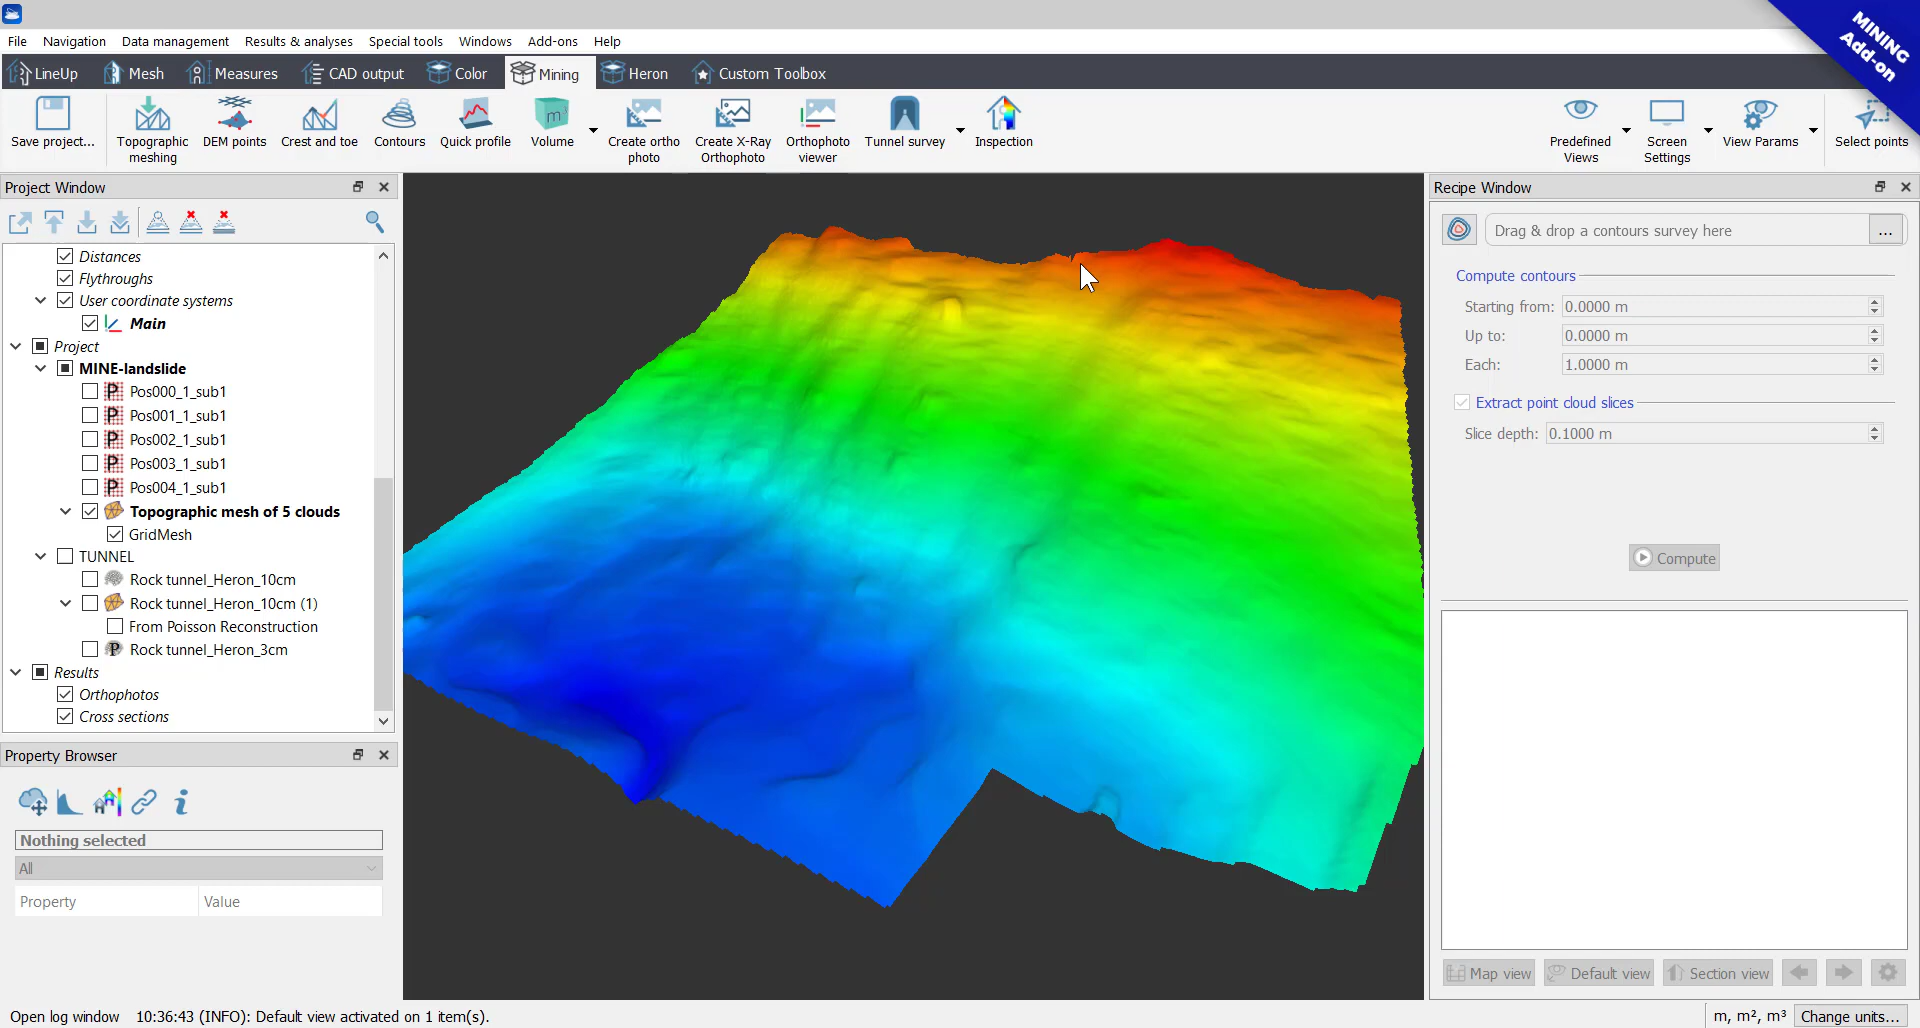 MINING
Add-on
File Navigation Data management Results & analyses Special tools Windows Add-ons Help
LineUp Mesh Measures CAD output Color Mining Heron Custom Toolbox
Save project... Topographic meshing DEM points Crest and toe Contours Quick profile Volume Create ortho photo Create X-Ray Orthophoto Orthophoto viewer Tunnel survey Inspection Predefined Views Screen Settings View Params Select points
Project Window
Distances
Flythroughs
User coordinate systems
Main
Project
MINE-landslide
Pos000_1_sub1
Pos001_1_sub1
Pos002_1_sub1
Pos003_1_sub1
Pos004_1_sub1
Topographic mesh of 5 clouds
GridMesh
TUNNEL
Rock tunnel_Heron_10cm
Rock tunnel_Heron_10cm (1)
From Poisson Reconstruction
Rock tunnel_Heron_3cm
Results
Orthophotos
Cross sections
Property Browser
Nothing selected
All
Property Value
Recipe Window
Drag & drop a contours survey here ...
Compute contours
Starting from: 0.0000 m
Up to: 0.0000 m
Each: 1.0000 m
Extract point cloud slices
Slice depth: 0.1000 m
Compute
Map view Default view Section view
Open log window 10:36:43 (INFO): Default view activated on 1 item(s).
m, m², m³ Change units...